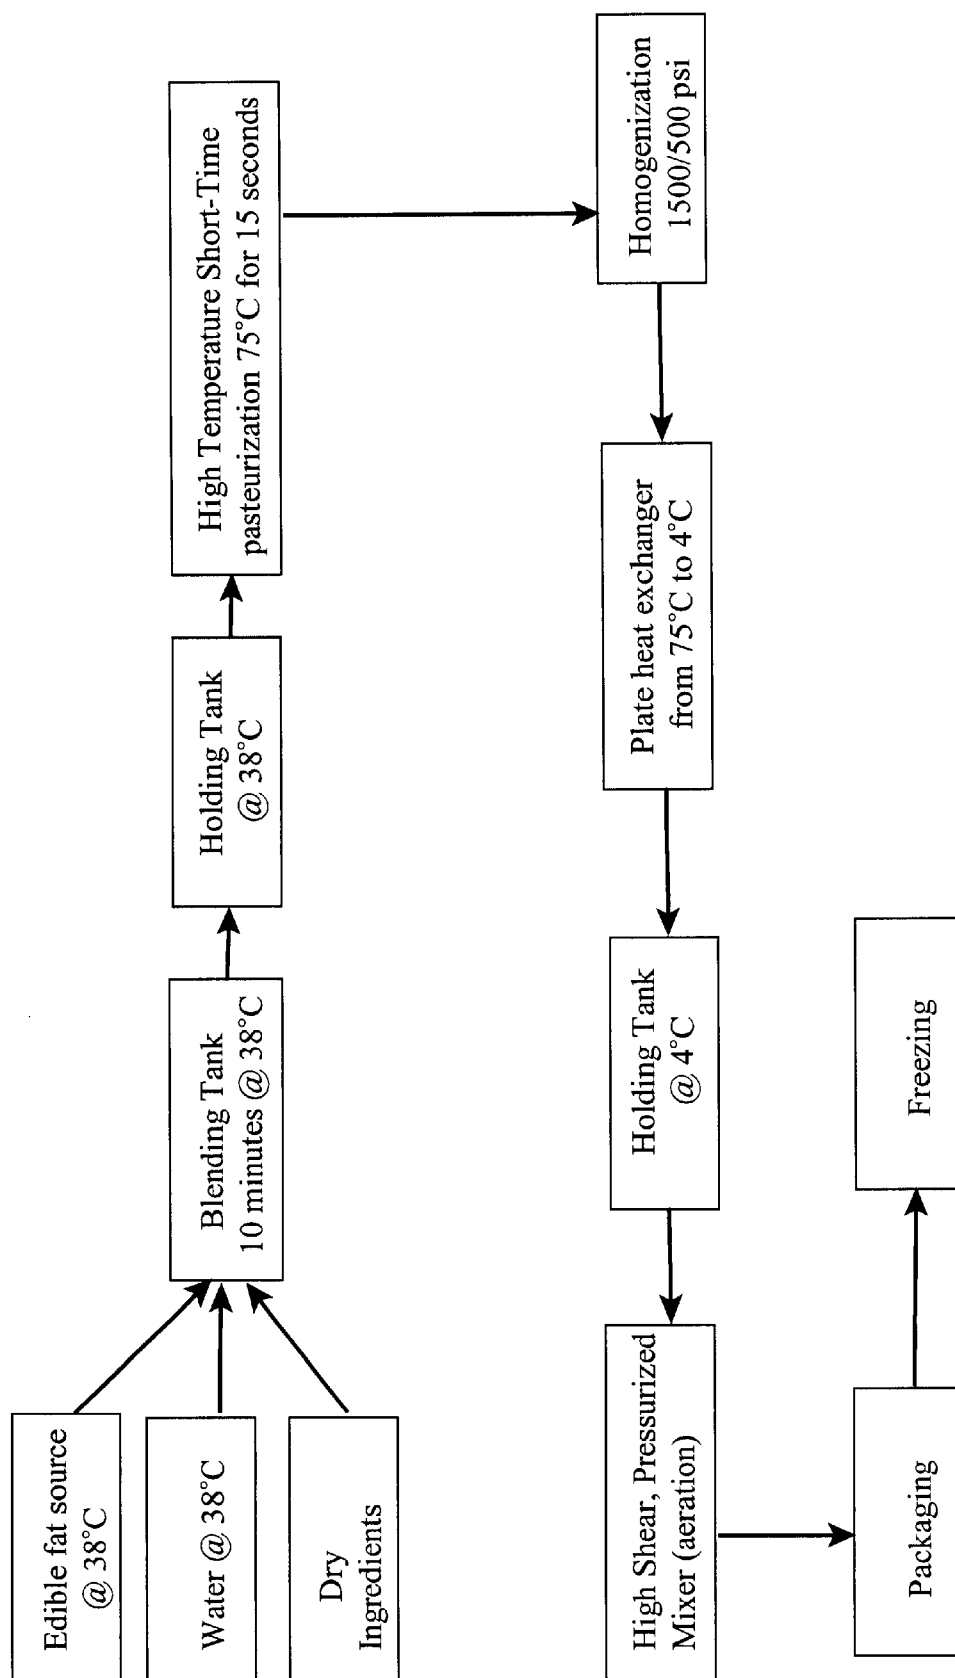 Edible fat source
@ 38°C
Water @ 38°C
Dry
Ingredients
Blending Tank
10 minutes @ 38°C
Holding Tank
@ 38°C
High Temperature Short-Time
pasteurization 75°C for 15 seconds
Homogenization
1500/500 psi
Plate heat exchanger
from 75°C to 4°C
Holding Tank
@ 4°C
High Shear, Pressurized
Mixer (aeration)
Packaging
Freezing